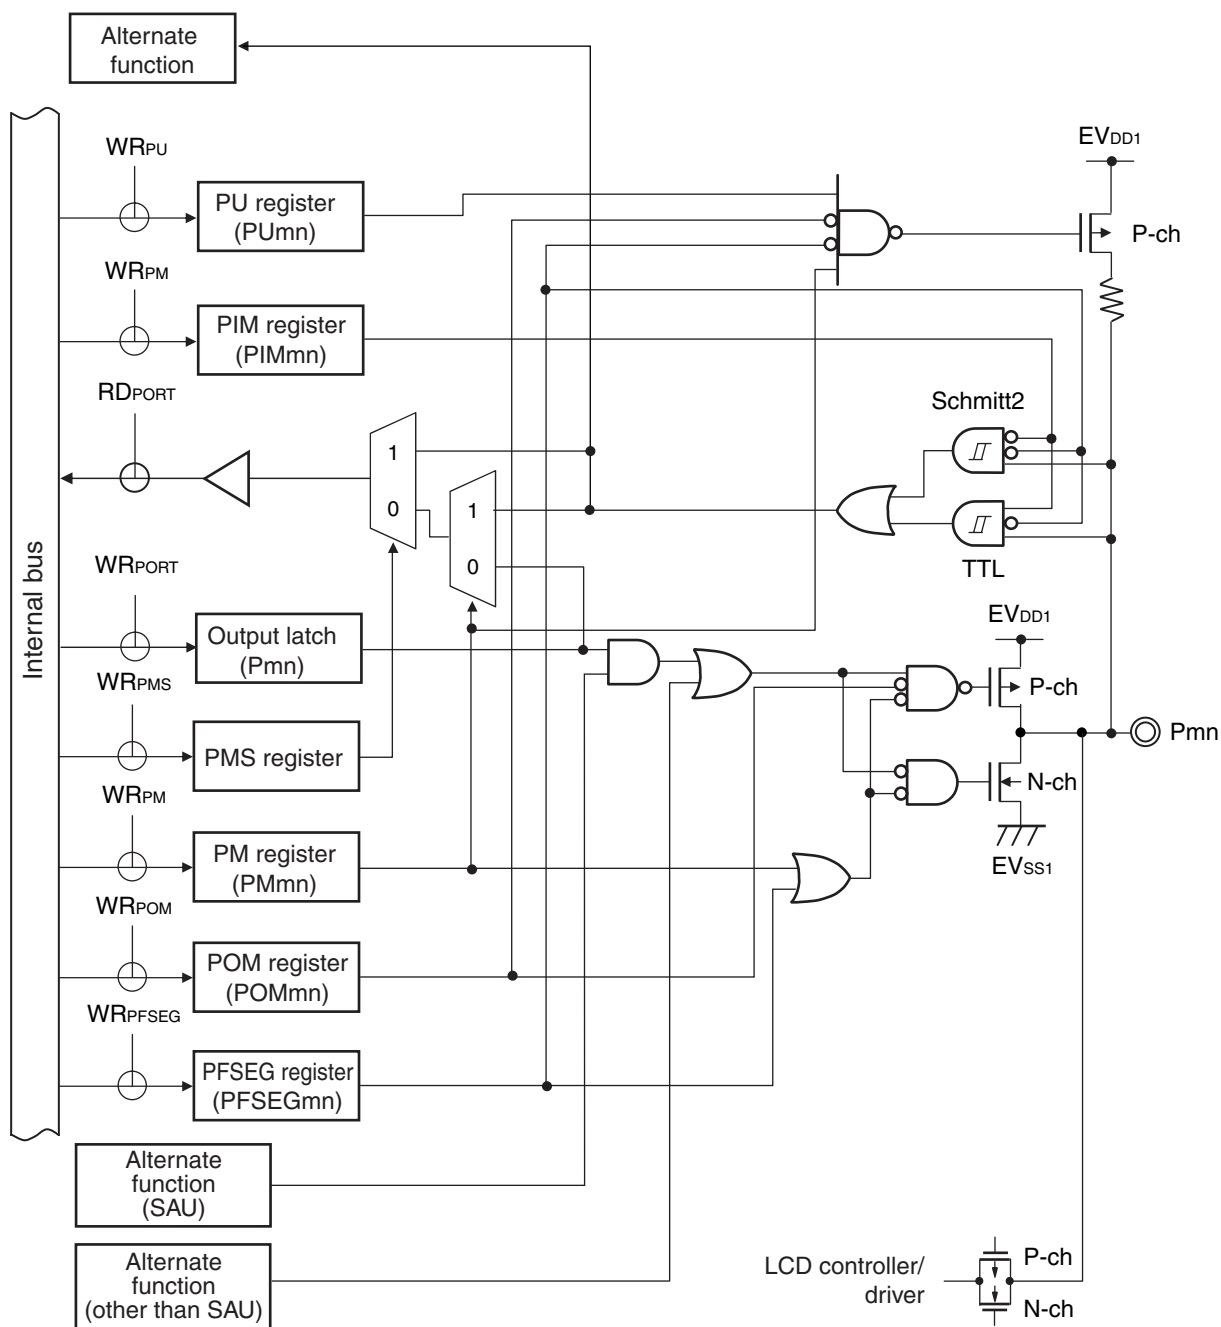 Alternate
function
WRPU
EVDD1
PU register
(PUmn)
P-ch
WRPM
PIM register
(PIMmn)
RDPORT
Schmitt2
1
0
1
0
TTL
Internal bus
WRPORT
EVDD1
Output latch
(Pmn)
WRPMS
P-ch
Pmn
PMS register
N-ch
WRPM
PM register
(PMmn)
EVSS1
WRPOM
POM register
(POMmn)
WRPFSEG
PFSEG register
(PFSEGmn)
Alternate
function
(SAU)
Alternate
function
(other than SAU)
LCD controller/
driver
P-ch
N-ch